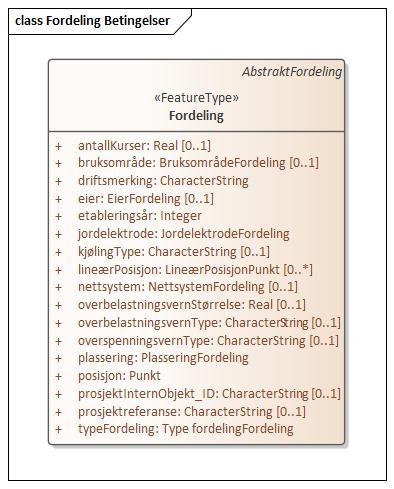 class Fordeling Betingelser
AbstraktFordeling
«FeatureType»
Fordeling
+ antallKurser: Real [0..1]
+ bruksområde: BruksområdeFordeling [0..1]
+ driftsmerking: CharacterString
+ eier: EierFordeling [0..1]
+ etableringsår: Integer
+ jordelektrode: JordelektrodeFordeling
+ kjølingType: CharacterString [0..1]
+ lineærPosisjon: LineærPosisjonPunkt [0..*]
+ nettsystem: NettsystemFordeling [0..1]
+ overbelastningsvernStørrelse: Real [0..1]
+ overbelastningsvernType: CharacterString [0..1]
+ overspenningsvernType: CharacterString [0..1]
+ plassering: PlasseringFordeling
+ posisjon: Punkt
+ prosjektInternObjekt_ID: CharacterString [0..1]
+ prosjektreferanse: CharacterString [0..1]
+ typeFordeling: Type fordelingFordeling